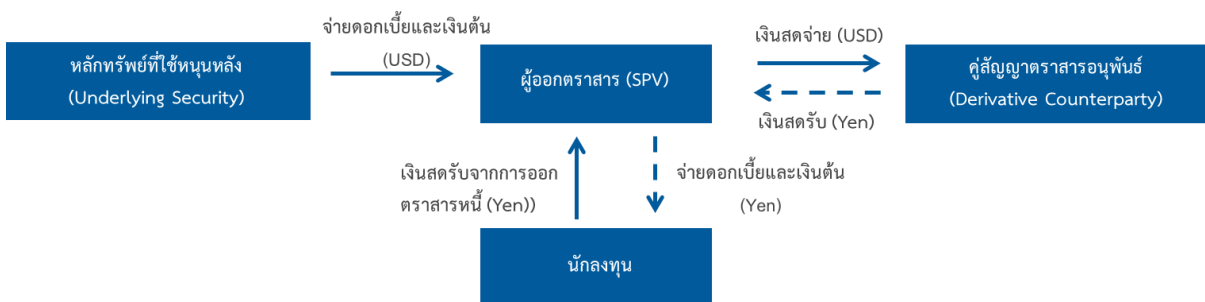 จ่ายดอกเบี้ยและเงินต้น
(USD)
หลักทรัพย์ที่ใช้หนุนหลัง
(Underlying Security)
ผู้ออกตราสาร (SPV)
เงินสดจ่าย (USD)
เงินสดรับ (Yen)
คู่สัญญาตราสารอนุพันธ์
(Derivative Counterparty)
เงินสดรับจากการออก
ตราสารหนี้ (Yen))
จ่ายดอกเบี้ยและเงินต้น
(Yen)
นักลงทุน